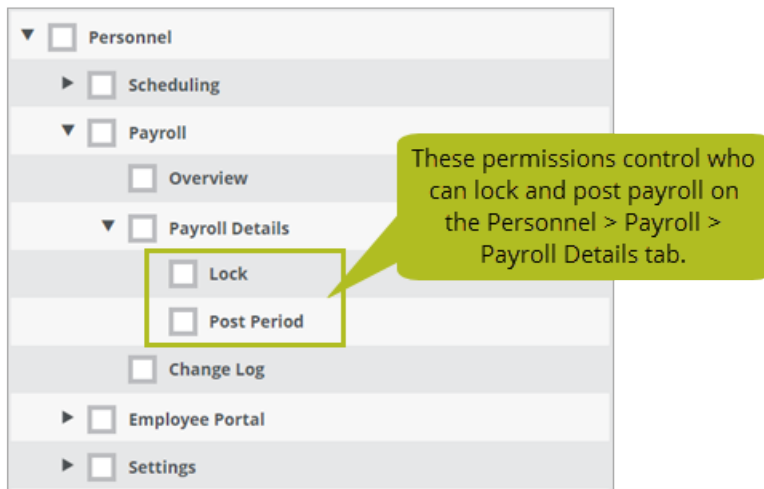 Personnel
Scheduling
Payroll
Overview
Payroll Details
Lock
Post Period
Change Log
Employee Portal
Settings
These permissions control who
can lock and post payroll on
the Personnel > Payroll >
Payroll Details tab.